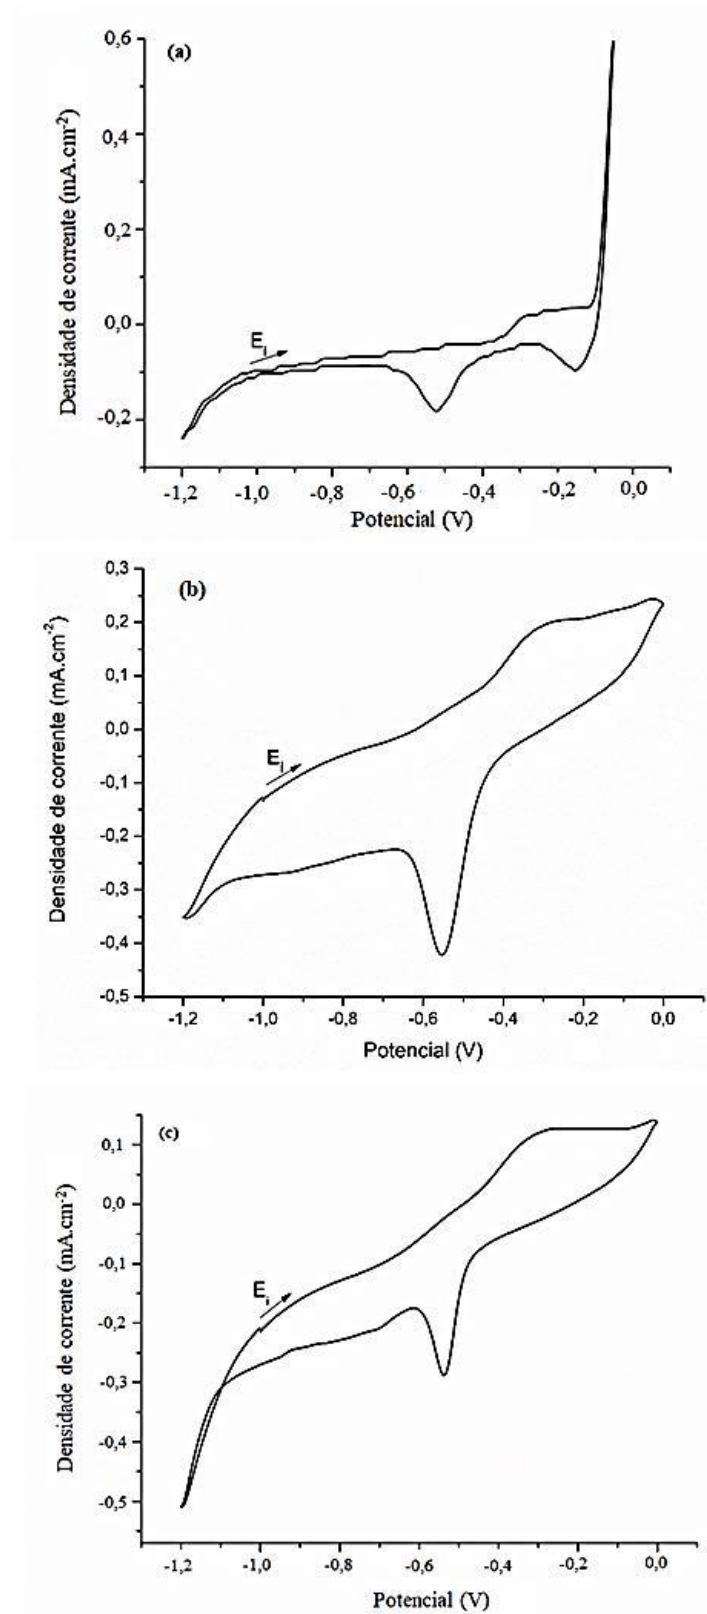 (a)
Densidade de corrente (mA.cm-2)
0,6
0,4
0,2
0,0
-0,2
Ei
-1,2 -1,0 -0,8 -0,6 -0,4 -0,2 0,0
Potencial (V)
(b)
Densidade de corrente (mA.cm-2)
0,3
0,2
0,1
0,0
-0,1
-0,2
-0,3
-0,4
-0,5
Ei
-1,2 -1,0 -0,8 -0,6 -0,4 -0,2 0,0
Potencial (V)
(c)
Densidade de corrente (mA.cm-2)
0,1
0,0
-0,1
-0,2
-0,3
-0,4
-0,5
Ei
-1,2 -1,0 -0,8 -0,6 -0,4 -0,2 0,0
Potencial (V)